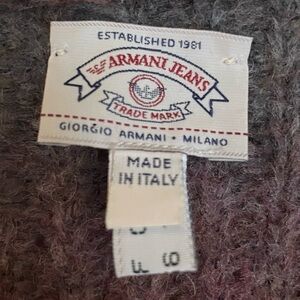 ESTABLISHED 1981
ARMANI JEANS
TRADE MARK
GIORGIO ARMANI • MILANO
MADE
IN ITALY